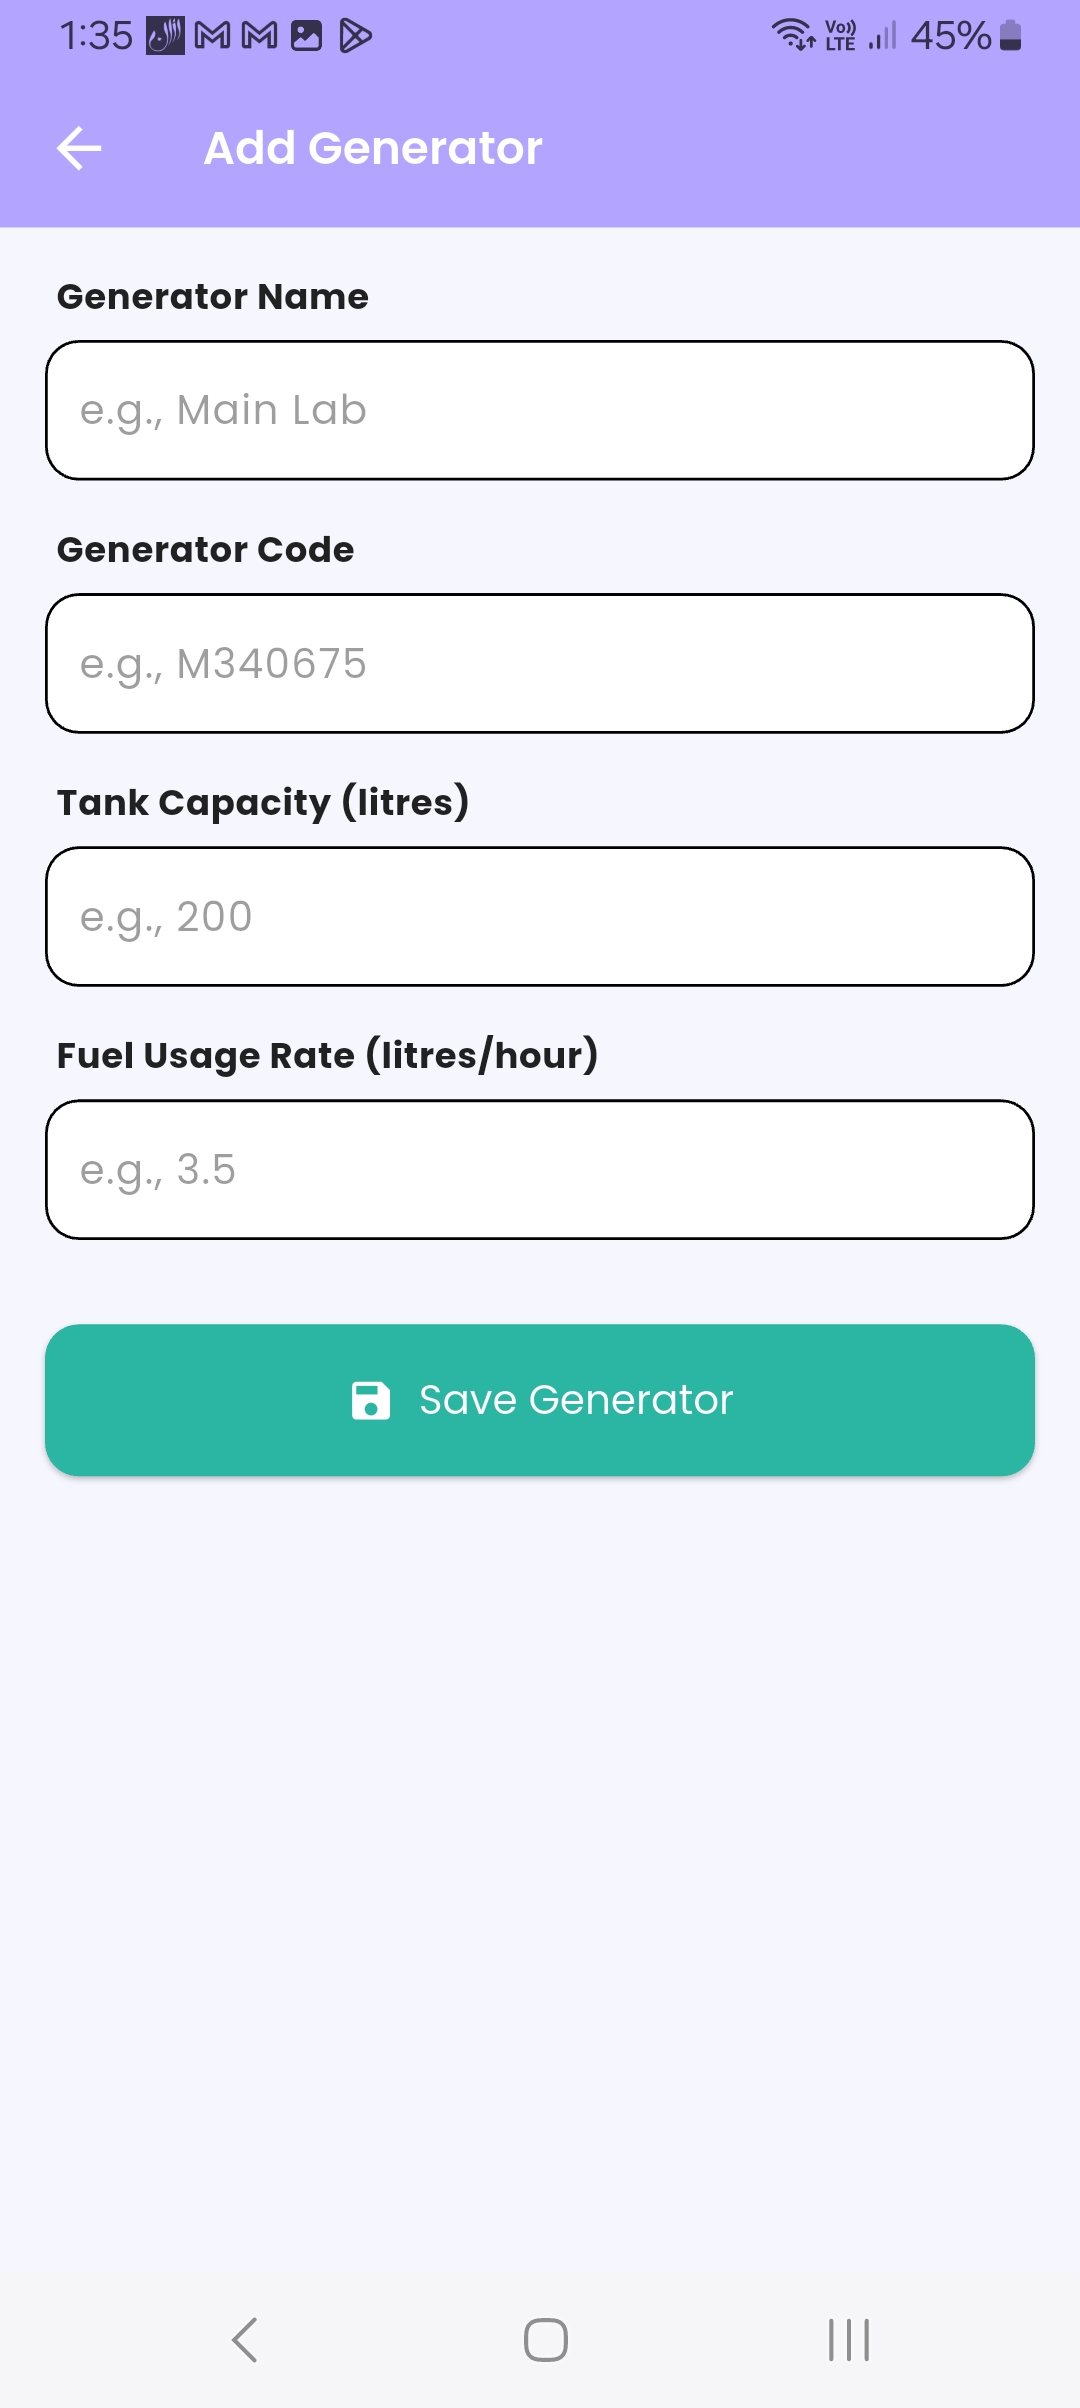 1:35
Vo)) LTE
45%
Add Generator
Generator Name
e.g., Main Lab
Generator Code
e.g., M340675
Tank Capacity (litres)
e.g., 200
Fuel Usage Rate (litres/hour)
e.g., 3.5
Save Generator